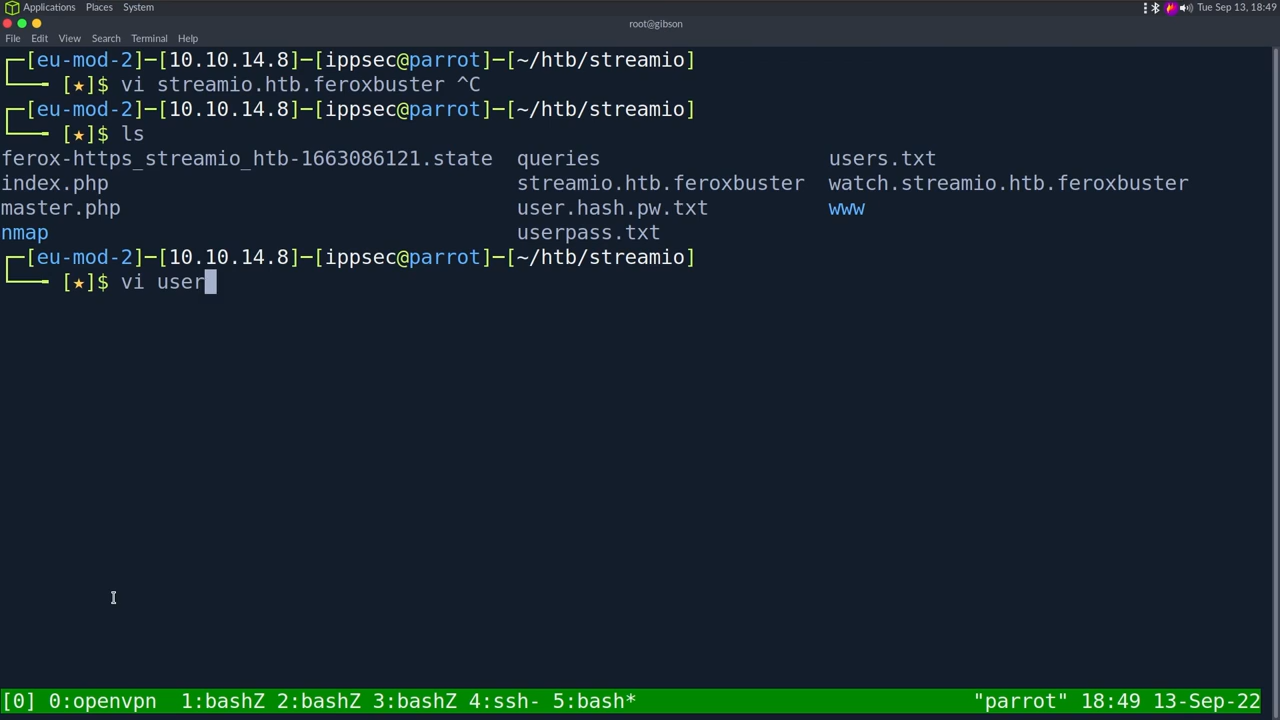 Applications Places System Tue Sep 13, 18:49
root@gibson
File Edit View Search Terminal Help
┌─[eu-mod-2]─[10.10.14.8]─[ippsec@parrot]─[~/htb/streamio]
└──╼ [★]$ vi streamio.htb.feroxbuster ^C
┌─[eu-mod-2]─[10.10.14.8]─[ippsec@parrot]─[~/htb/streamio]
└──╼ [★]$ ls
ferox-https_streamio_htb-1663086121.state queries users.txt
index.php streamio.htb.feroxbuster watch.streamio.htb.feroxbuster
master.php user.hash.pw.txt www
nmap userpass.txt
┌─[eu-mod-2]─[10.10.14.8]─[ippsec@parrot]─[~/htb/streamio]
└──╼ [★]$ vi user
[0] 0:openvpn 1:bashZ 2:bashZ 3:bashZ 4:ssh- 5:bash* "parrot" 18:49 13-Sep-22